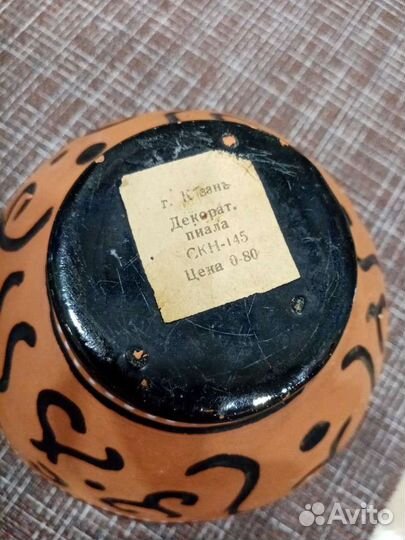 г. Казань
Декорат.
пиала
СКН-145
Цена 0-80
Avito